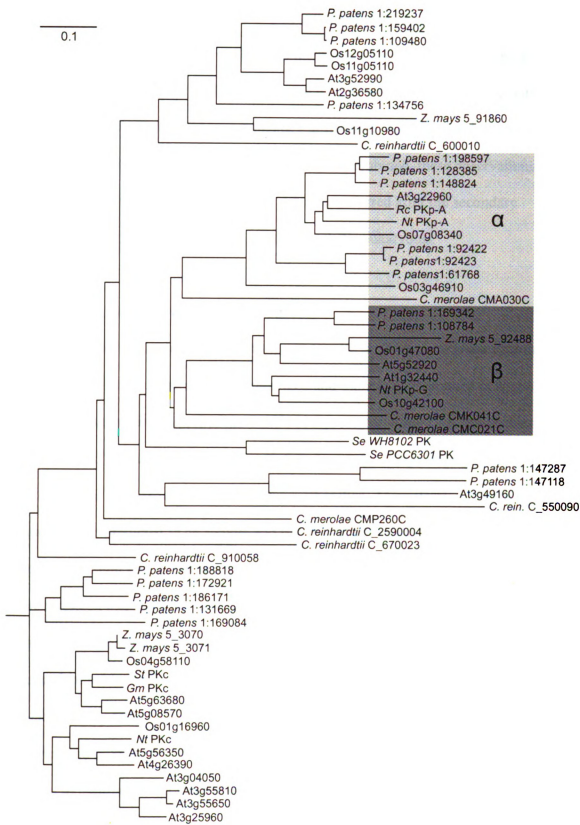 P. patens 1:219237
P. patens 1:159402
0.1
P. patens 1:109480
Os12g05110
Os11g05110
At3g52990
At2g36580
P. patens 1:134756
Z. mays 5_91860
Os11g10980
C. reinhardtii C_600010
P. patens 1:198597
P. patens 1:128385
P. patens 1:148824
At3g22960
Rc PKp-A
α
Nt PKp-A
Os07g08340
P. patens 1:92422
P. patens1:92423
P. patens1:61768
Os03g46910
C. merolae CMA030C
P. patens 1:169342
P. patens 1:108784
Z. mays 5_92488
Os01g47080
At5g52920
β
At1g32440
Nt PKp-G
Os10g42100
C. merolae CMK041C
C. merolae CMC021C
Se WH8102 PK
Se PCC6301 PK
P. patens 1:147287
P. patens 1:147118
At3g49160
C. rein. C_550090
C. merolae CMP260C
C. reinhardtii C_2590004
C. reinhardtii C_670023
C. reinhardtii C_910058
P. patens 1:188818
P. patens 1:172921
P. patens 1:186171
P. patens 1:131669
P. patens 1:169084
Z. mays 5_3070
Z. mays 5_3071
Os04g58110
St PKc
Gm PKc
At5g63680
At5g08570
Os01g16960
Nt PKc
At5g56350
At4g26390
At3g04050
At3g55810
At3g55650
At3g25960